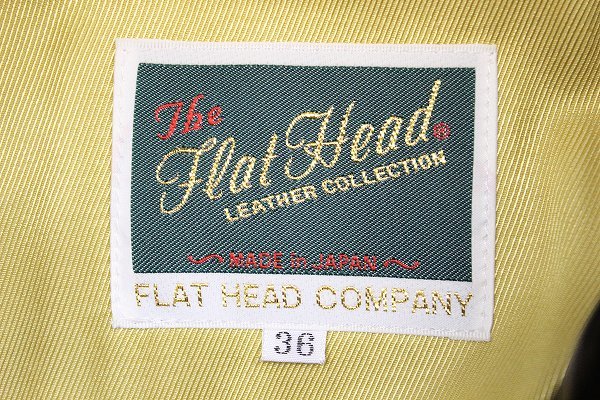 The
Flat Head®
LEATHER COLLECTION
MADE in JAPAN
FLAT HEAD COMPANY
36